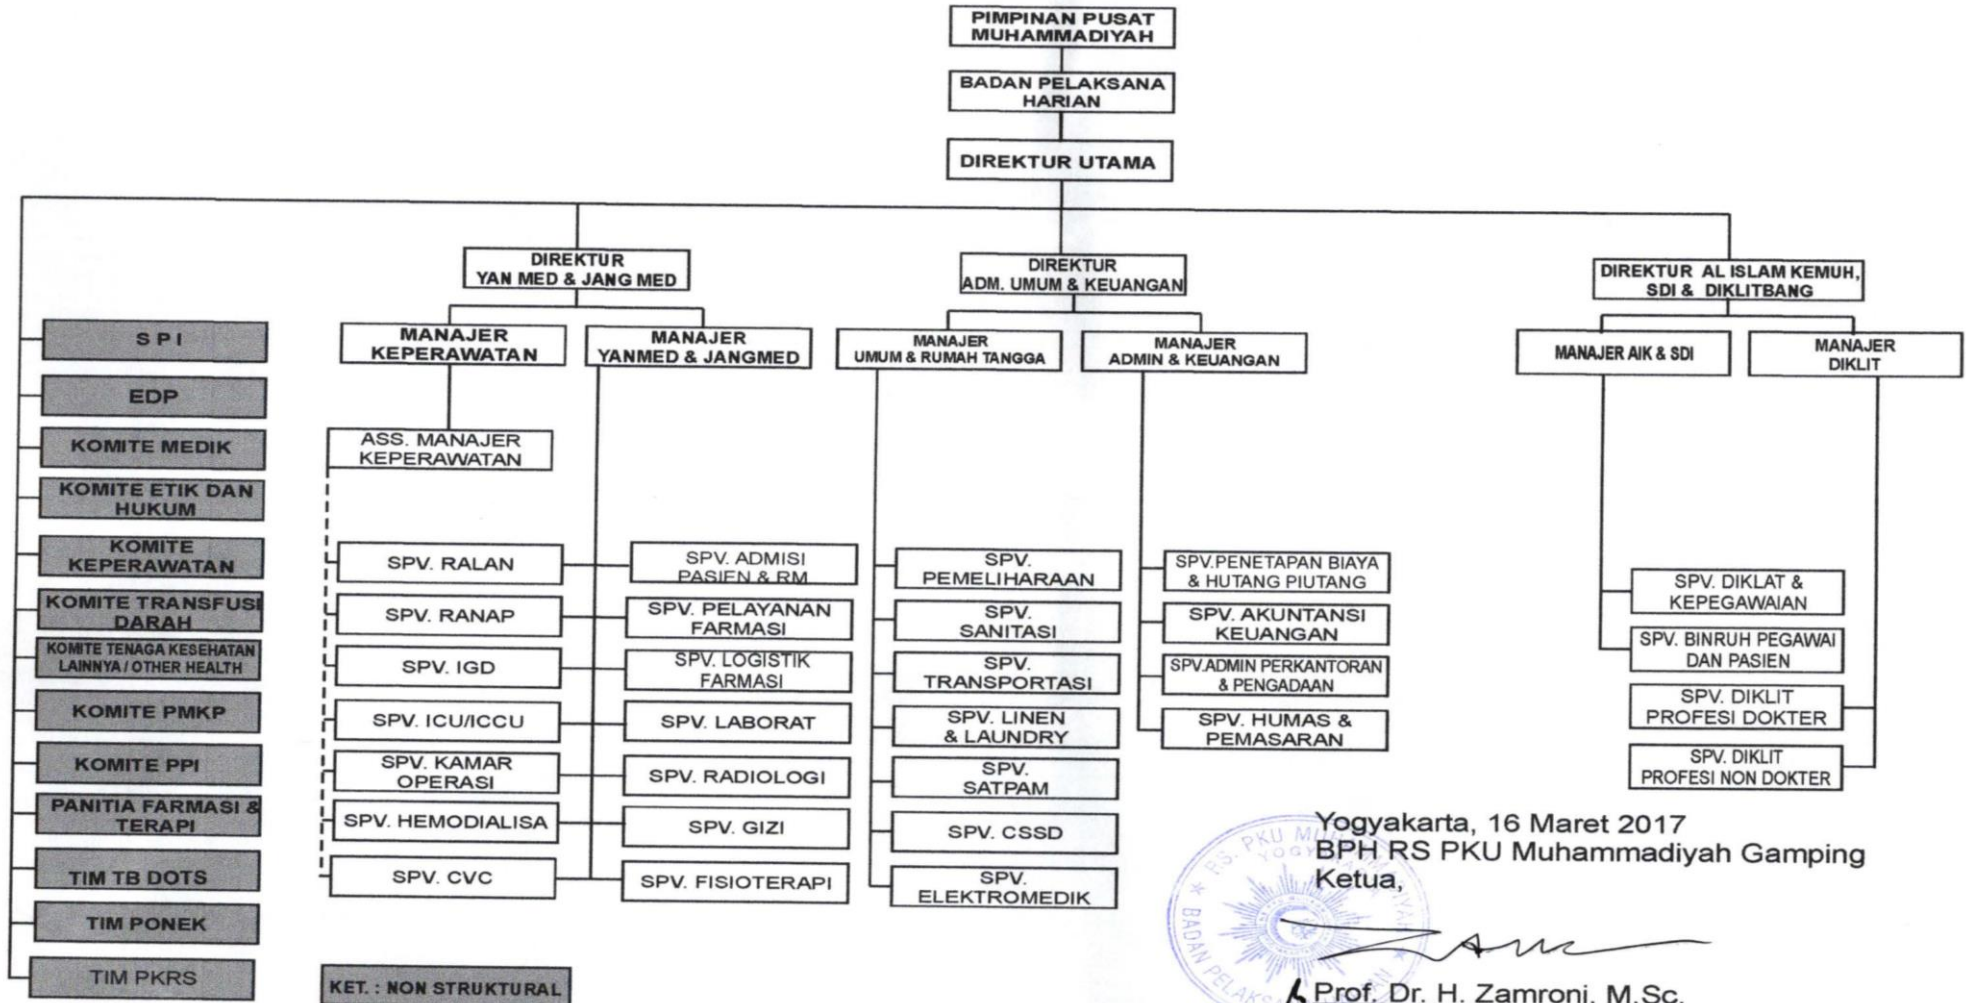 PIMPINAN PUSAT
MUHAMMADIYAH
BADAN PELAKSANA
HARIAN
DIREKTUR UTAMA
DIREKTUR
YAN MED & JANG MED
DIREKTUR
ADM. UMUM & KEUANGAN
DIREKTUR AL ISLAM KEMUH,
SDI & DIKLITBANG
MANAJER
KEPERAWATAN
MANAJER
YANMED & JANGMED
MANAJER
UMUM & RUMAH TANGGA
MANAJER
ADMIN & KEUANGAN
MANAJER AIK & SDI
MANAJER
DIKLIT
S P I
EDP
KOMITE MEDIK
KOMITE ETIK DAN
HUKUM
KOMITE
KEPERAWATAN
KOMITE TRANSFUSI
DARAH
KOMITE TENAGA KESEHATAN
LAINNYA / OTHER HEALTH
KOMITE PMKP
KOMITE PPI
PANITIA FARMASI &
TERAPI
TIM TB DOTS
TIM PONEK
TIM PKRS
ASS. MANAJER
KEPERAWATAN
SPV. RALAN
SPV. RANAP
SPV. IGD
SPV. ICU/ICCU
SPV. KAMAR
OPERASI
SPV. HEMODIALISA
SPV. CVC
SPV. ADMISI
PASIEN & RM
SPV. PELAYANAN
FARMASI
SPV. LOGISTIK
FARMASI
SPV. LABORAT
SPV. RADIOLOGI
SPV. GIZI
SPV. FISIOTERAPI
SPV.
PEMELIHARAAN
SPV.
SANITASI
SPV.
TRANSPORTASI
SPV. LINEN
& LAUNDRY
SPV.
SATPAM
SPV. CSSD
SPV.
ELEKTROMEDIK
SPV.PENETAPAN BIAYA
& HUTANG PIUTANG
SPV. AKUNTANSI
KEUANGAN
SPV.ADMIN PERKANTORAN
& PENGADAAN
SPV. HUMAS &
PEMASARAN
SPV. DIKLAT &
KEPEGAWAIAN
SPV. BINRUH PEGAWAI
DAN PASIEN
SPV. DIKLIT
PROFESI DOKTER
SPV. DIKLIT
PROFESI NON DOKTER
KET. : NON STRUKTURAL
Yogyakarta, 16 Maret 2017
BPH RS PKU Muhammadiyah Gamping
Ketua,
Prof. Dr. H. Zamroni, M.Sc.
RS. PKU
BADAN